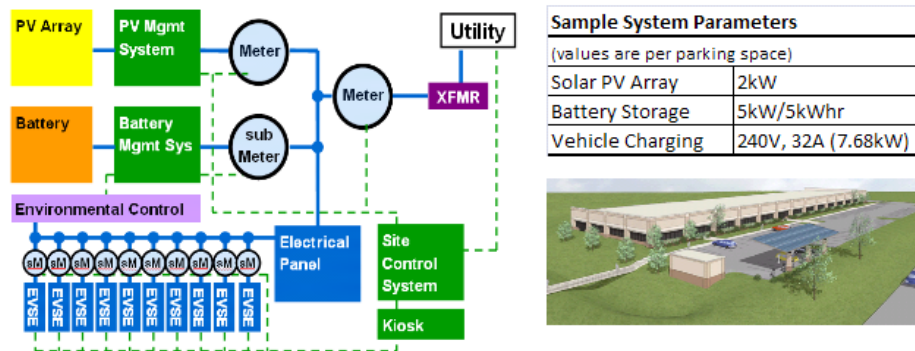 PV Array
PV Mgmt
System
Meter
Utility
Meter
XFMR
Battery
Battery
Mgmt Sys
sub
Meter
Environmental Control
Electrical
Panel
Site
Control
System
Kiosk
sM sM sM sM sM sM sM sM sM sM
EVSE EVSE EVSE EVSE EVSE EVSE EVSE EVSE EVSE EVSE
Sample System Parameters
(values are per parking space)
Solar PV Array 2kW
Battery Storage 5kW/5kWhr
Vehicle Charging 240V, 32A (7.68kW)